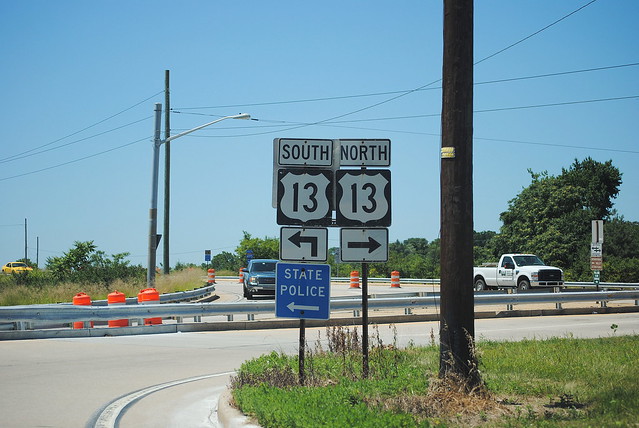 SOUTH NORTH
13 13
STATE
POLICE